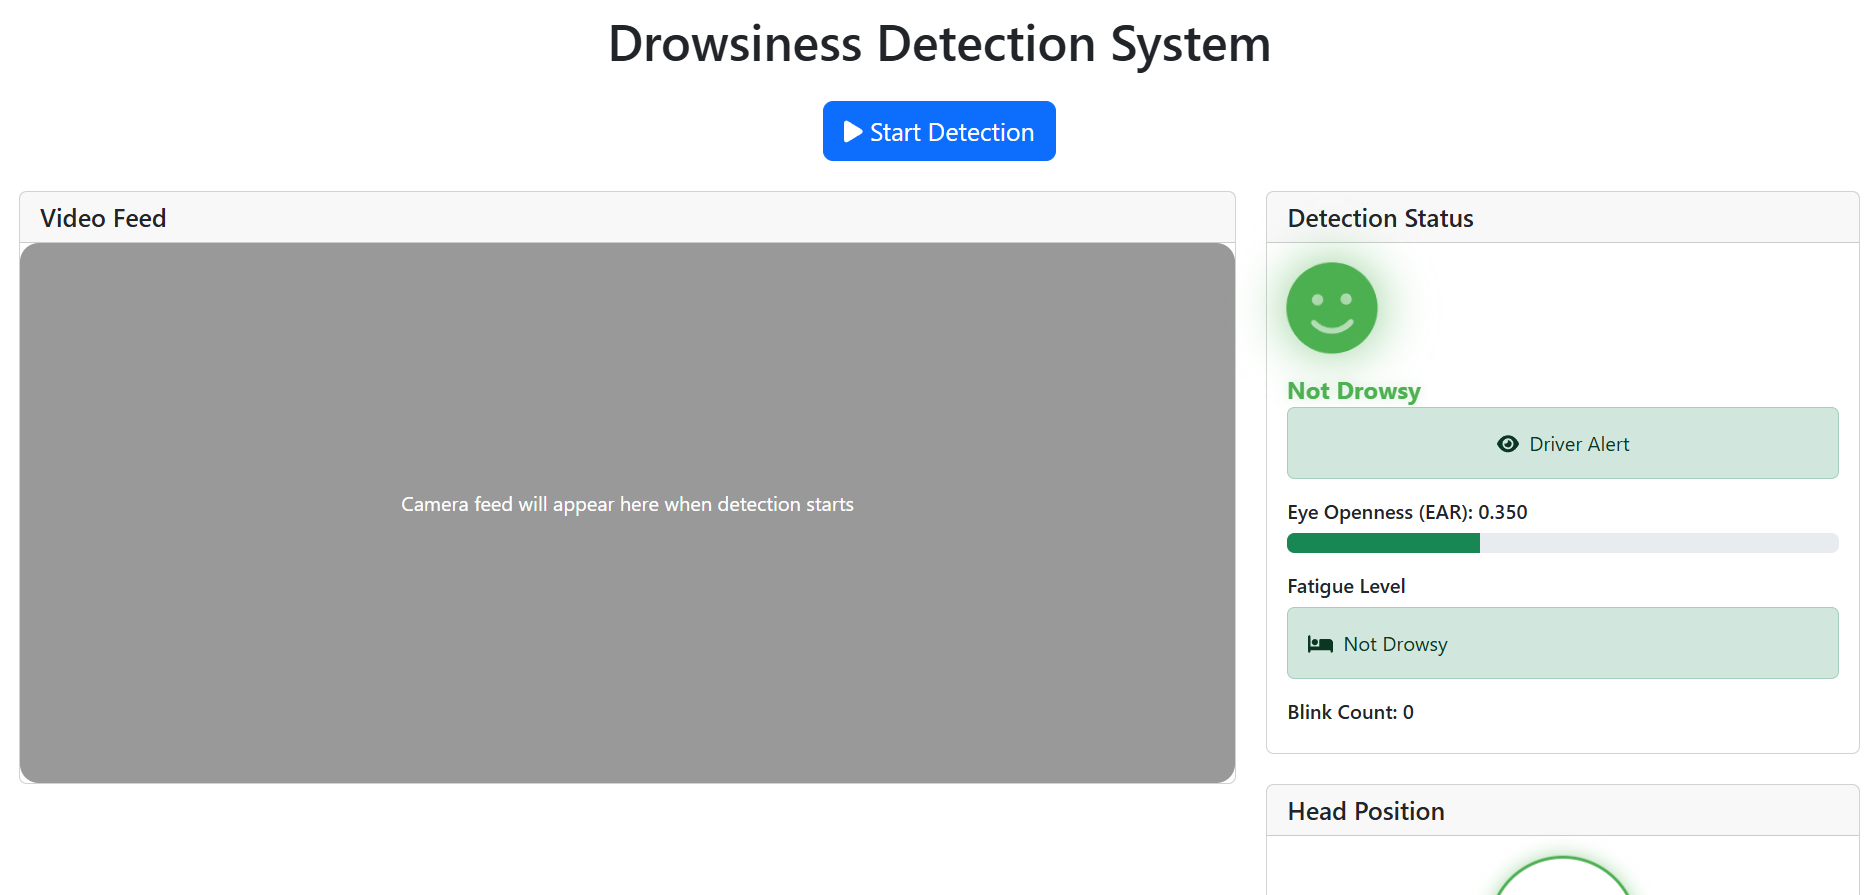 Drowsiness Detection System
Start Detection
Video Feed
Camera feed will appear here when detection starts
Detection Status
Not Drowsy
Driver Alert
Eye Openness (EAR): 0.350
Fatigue Level
Not Drowsy
Blink Count: 0
Head Position